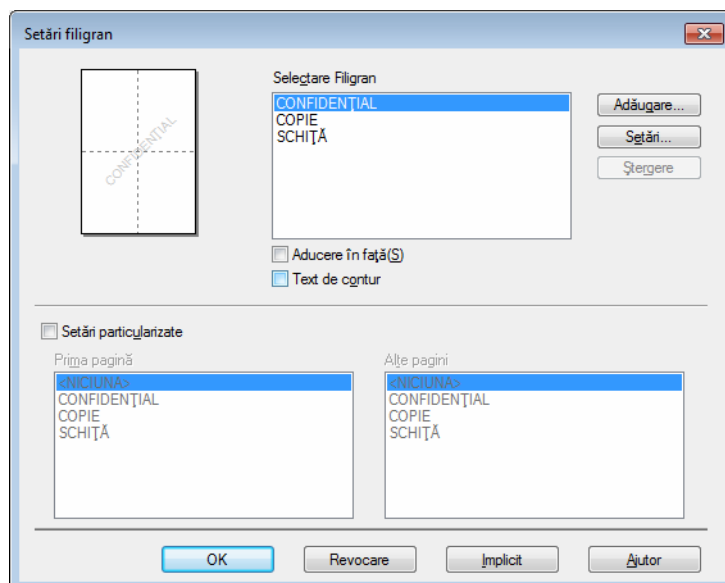 Setări filigran
CONFIDENŢIAL
Selectare Filigran
CONFIDENŢIAL
COPIE
SCHIŢĂ
Adăugare...
Setări...
Ştergere
Aducere în faţă(S)
Text de contur
Setări particularizate
Prima pagină
<NICIUNA>
CONFIDENŢIAL
COPIE
SCHIŢĂ
Alte pagini
<NICIUNA>
CONFIDENŢIAL
COPIE
SCHIŢĂ
OK
Revocare
Implicit
Ajutor